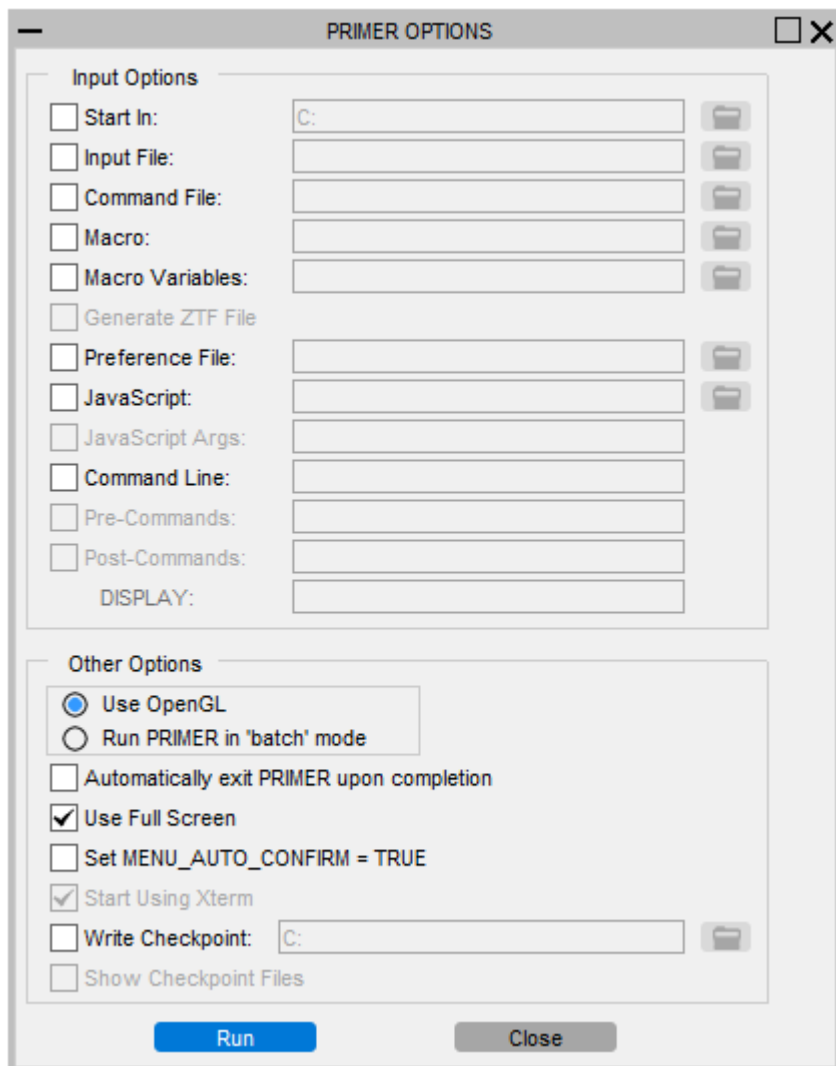 PRIMER OPTIONS
Input Options
Start In: C:
Input File:
Command File:
Macro:
Macro Variables:
Generate ZTF File
Preference File:
JavaScript:
JavaScript Args:
Command Line:
Pre-Commands:
Post-Commands:
DISPLAY:
Other Options
Use OpenGL
Run PRIMER in 'batch' mode
Automatically exit PRIMER upon completion
Use Full Screen
Set MENU_AUTO_CONFIRM = TRUE
Start Using Xterm
Write Checkpoint: C:
Show Checkpoint Files
Run Close